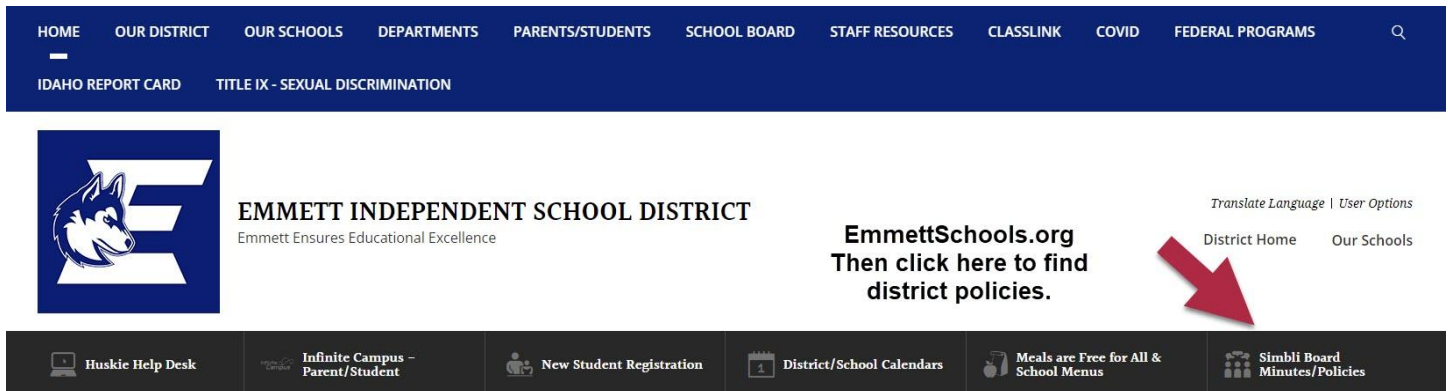 HOME OUR DISTRICT OUR SCHOOLS DEPARTMENTS PARENTS/STUDENTS SCHOOL BOARD STAFF RESOURCES CLASSLINK COVID FEDERAL PROGRAMS
IDAHO REPORT CARD TITLE IX - SEXUAL DISCRIMINATION
E
EMMETT INDEPENDENT SCHOOL DISTRICT
Emmett Ensures Educational Excellence
EmmettSchools.org
Then click here to find
district policies.
Translate Language | User Options
District Home Our Schools
Huskie Help Desk
Infinite Campus –
Parent/Student
New Student Registration
1
District/School Calendars
Meals are Free for All &
School Menus
Simbli Board
Minutes/Policies